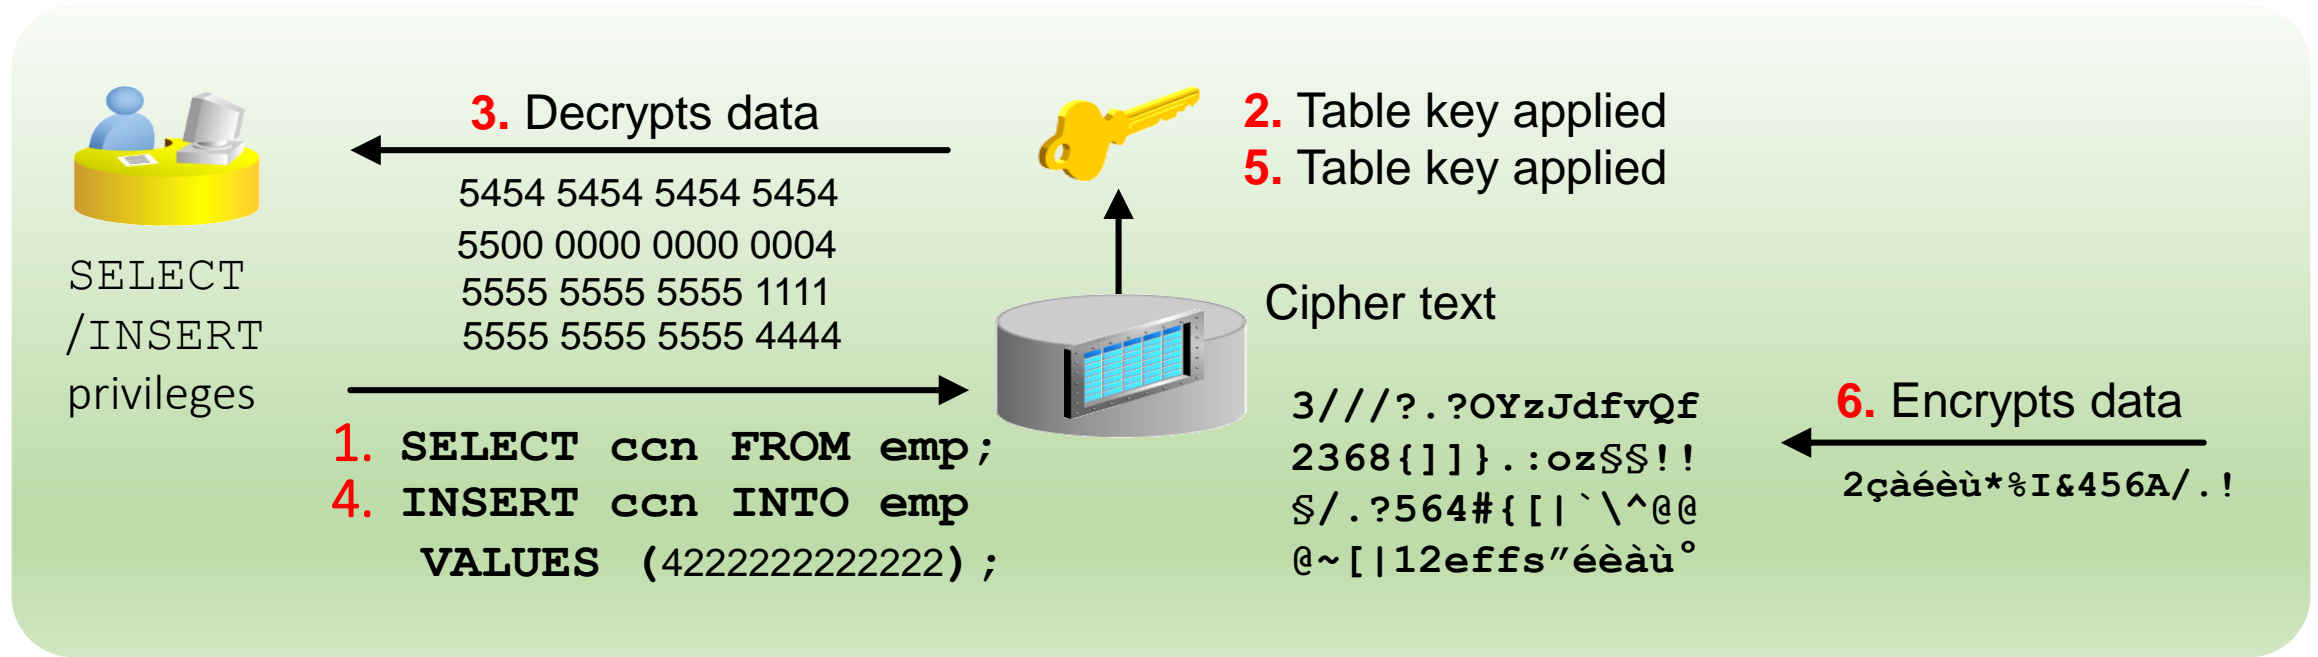 3. Decrypts data
5454 5454 5454 5454
5500 0000 0000 0004
5555 5555 5555 1111
5555 5555 5555 4444
SELECT
/INSERT
privileges
1. SELECT ccn FROM emp;
4. INSERT ccn INTO emp
VALUES (4222222222222);
2. Table key applied
5. Table key applied
Cipher text
3///?.?OYzJdfvQf
2368{]]}.:oz§§!!
§/.?564#{[|`\^@@
@~[|12effs″éèàù°
6. Encrypts data
2çàéèù*%I&456A/.!